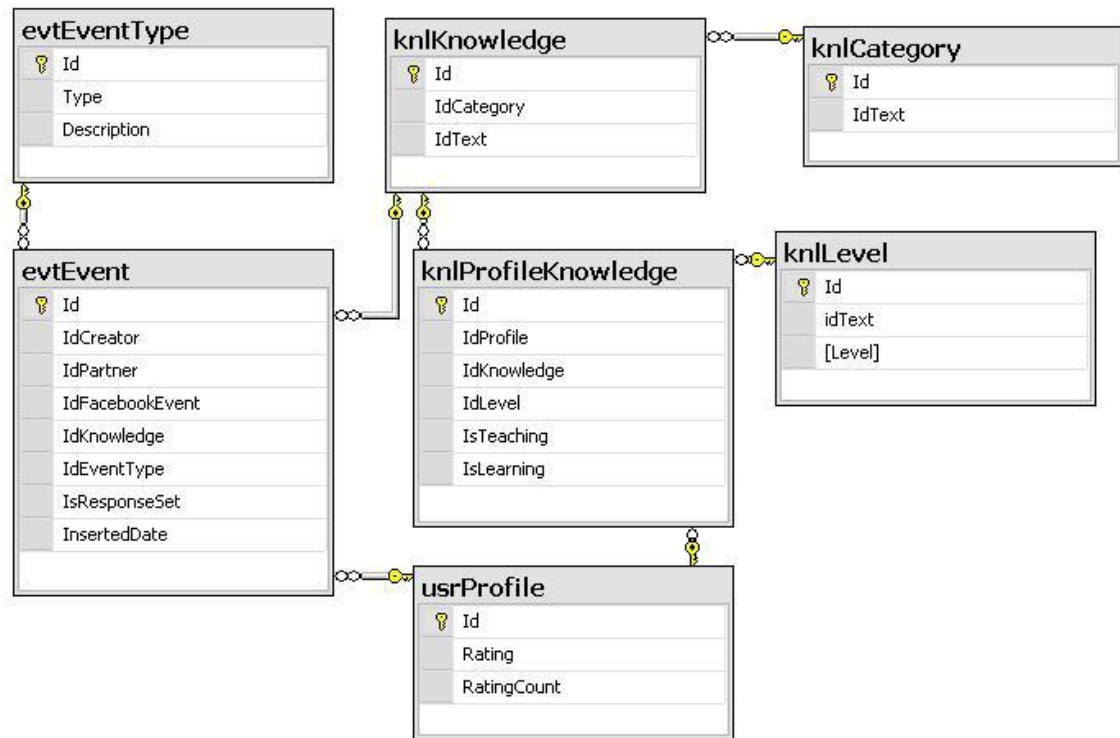 evtEventType
Id
Type
Description
knlKnowledge
Id
IdCategory
IdText
knlCategory
Id
IdText
evtEvent
Id
IdCreator
IdPartner
IdFacebookEvent
IdKnowledge
IdEventType
IsResponseSet
InsertedDate
knlProfileKnowledge
Id
IdProfile
IdKnowledge
IdLevel
IsTeaching
IsLearning
knlLevel
Id
idText
[Level]
usrProfile
Id
Rating
RatingCount